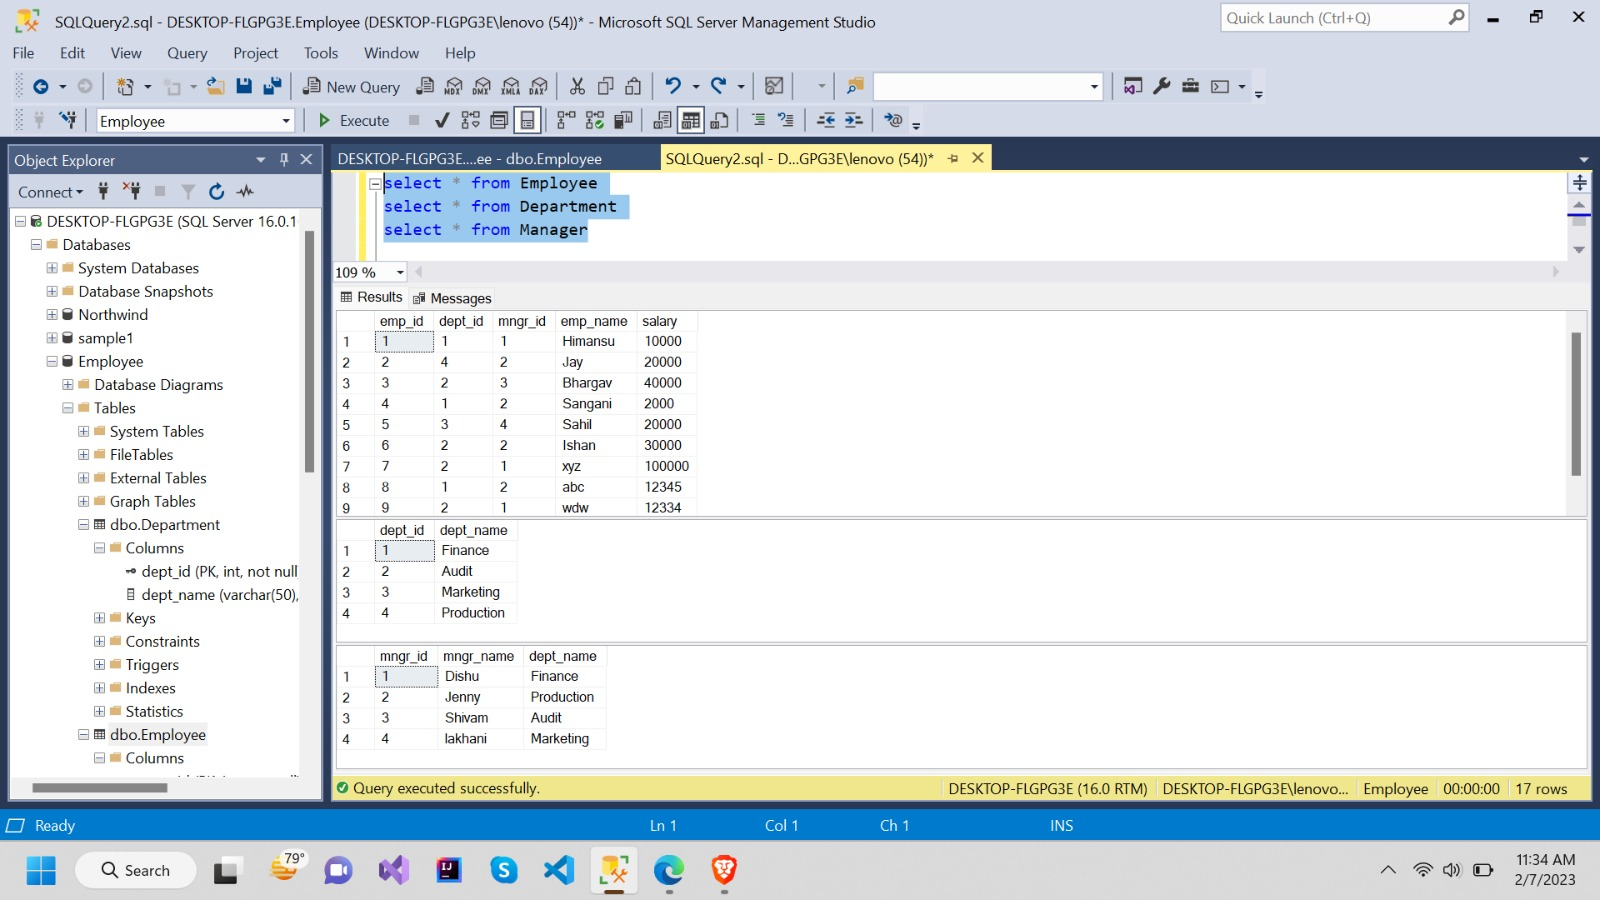 SQLQuery2.sql - DESKTOP-FLGPG3E.Employee (DESKTOP-FLGPG3E\lenovo (54))* - Microsoft SQL Server Management Studio
Quick Launch (Ctrl+Q)
File Edit View Query Project Tools Window Help
New Query MDX DMX XMLA DAX
Employee Execute
Object Explorer
DESKTOP-FLGPG3E....ee - dbo.Employee SQLQuery2.sql - D...GPG3E\lenovo (54))*
Connect
DESKTOP-FLGPG3E (SQL Server 16.0.1
Databases
System Databases
Database Snapshots
Northwind
sample1
Employee
Database Diagrams
Tables
System Tables
FileTables
External Tables
Graph Tables
dbo.Department
Columns
dept_id (PK, int, not null
dept_name (varchar(50),
Keys
Constraints
Triggers
Indexes
Statistics
dbo.Employee
Columns
select * from Employee
select * from Department
select * from Manager
109 %
Results Messages
emp_id dept_id mngr_id emp_name salary
1 1 1 1 Himansu 10000
2 2 4 2 Jay 20000
3 3 2 3 Bhargav 40000
4 4 1 2 Sangani 2000
5 5 3 4 Sahil 20000
6 6 2 2 Ishan 30000
7 7 2 1 xyz 100000
8 8 1 2 abc 12345
9 9 2 1 wdw 12334
dept_id dept_name
1 1 Finance
2 2 Audit
3 3 Marketing
4 4 Production
mngr_id mngr_name dept_name
1 1 Dishu Finance
2 2 Jenny Production
3 3 Shivam Audit
4 4 lakhani Marketing
Query executed successfully. DESKTOP-FLGPG3E (16.0 RTM) DESKTOP-FLGPG3E\lenovo... Employee 00:00:00 17 rows
Ready Ln 1 Col 1 Ch 1 INS
Search 79° 11:34 AM
2/7/2023